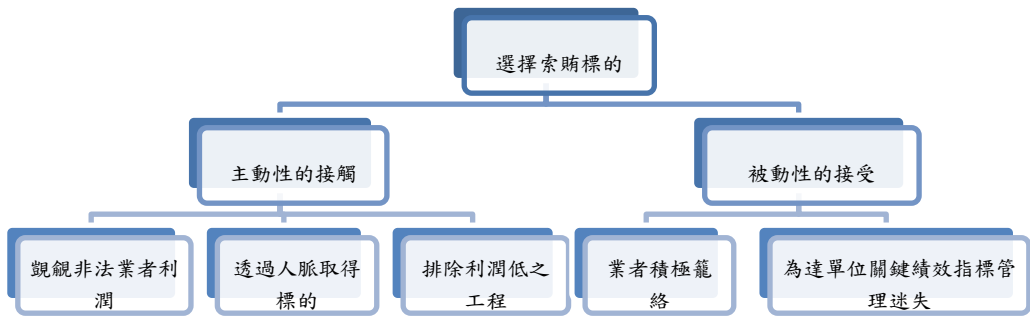 選擇索賄標的
主動性的接觸
被動性的接受
覬覦非法業者利
潤
透過人脈取得
標的
排除利潤低之
工程
業者積極籠
絡
為達單位關鍵績效指標管
理迷失